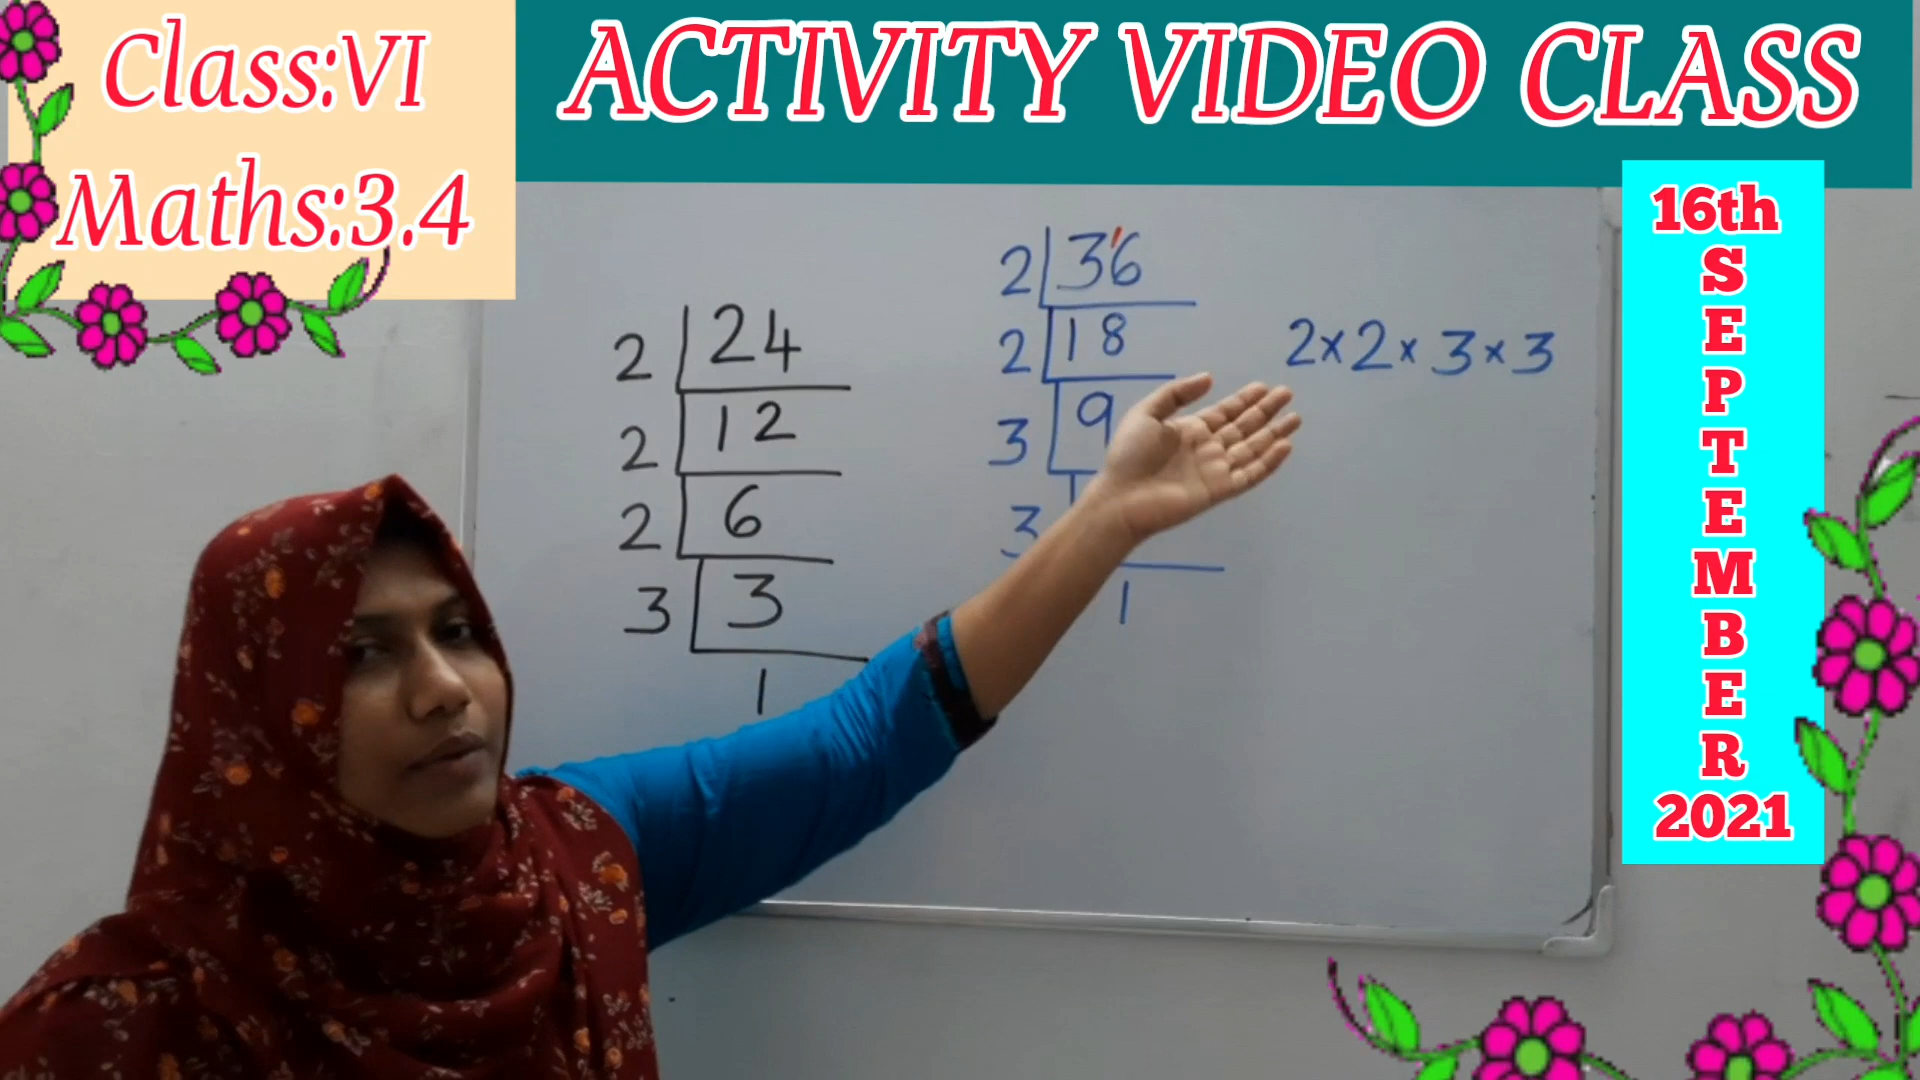 Class:VI
Maths:3.4
ACTIVITY VIDEO CLASS
16th
S
E
P
T
E
M
B
E
R
2021
2 24
2 12
2 6
3 3
1
2 36
2 18
3 9
3
1
2×2×3×3